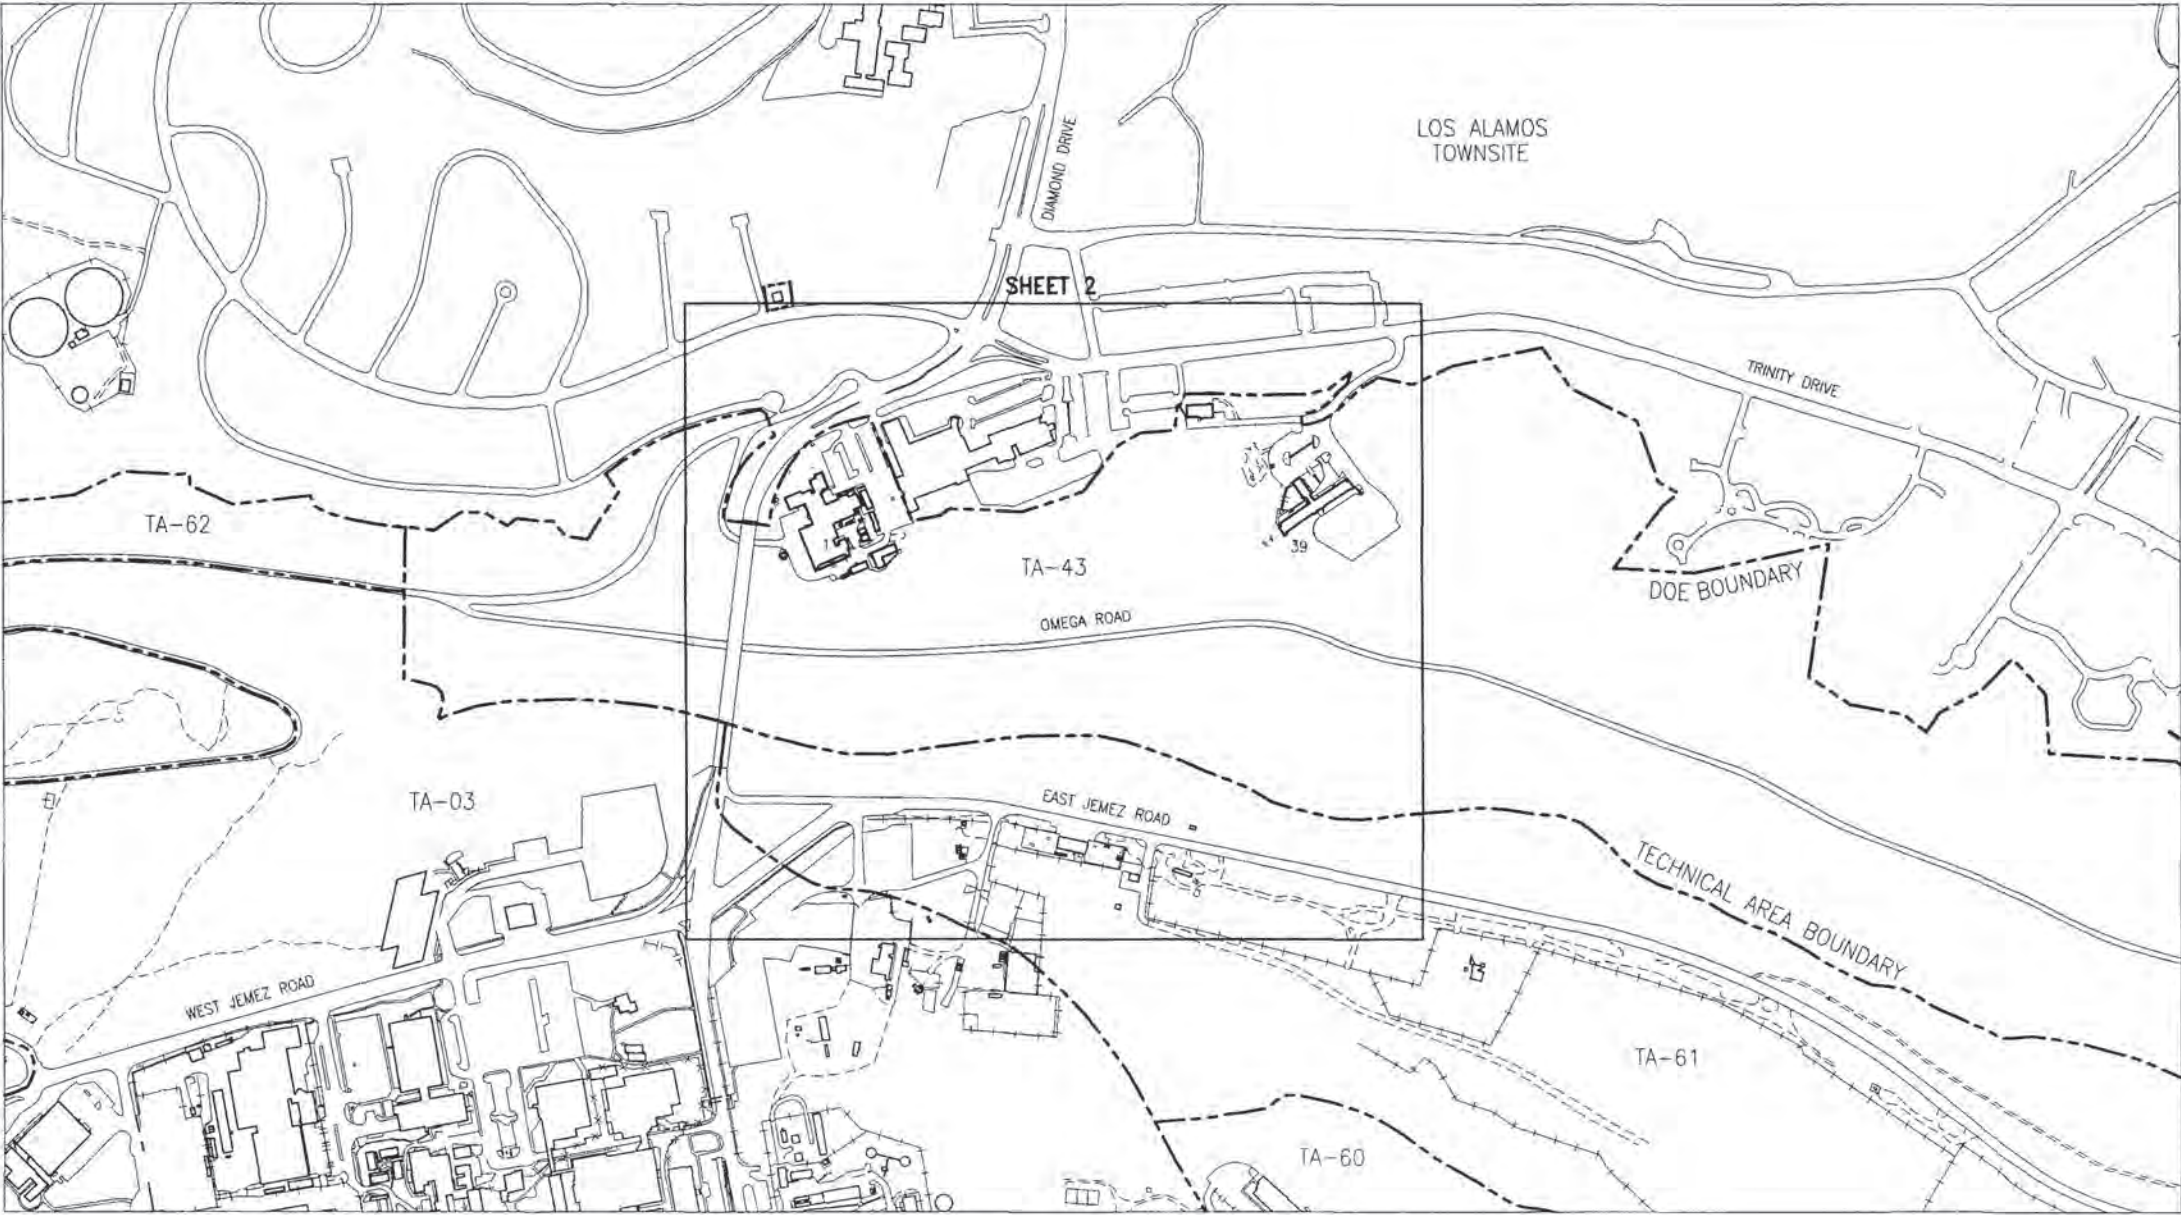 LOS ALAMOS
TOWNSITE
DIAMOND DRIVE
SHEET 2
TRINITY DRIVE
TA-62
39
TA-43
DOE BOUNDARY
OMEGA ROAD
TA-03
EAST JEMEZ ROAD
TECHNICAL AREA BOUNDARY
WEST JEMEZ ROAD
TA-61
TA-60